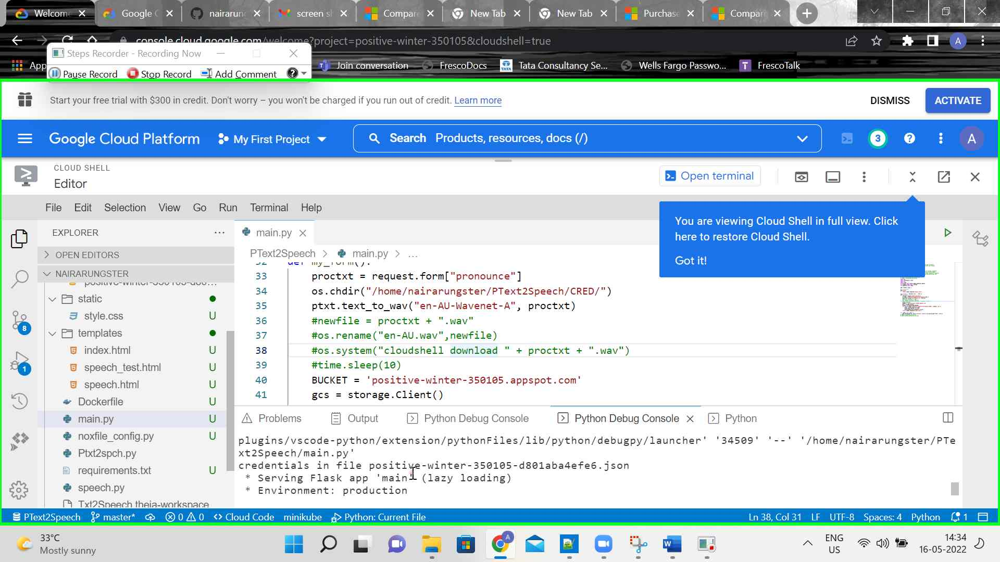 Welcom
Google C
nairarung
screen sh
Compare
New Tab
New Tab
Purchase
Compare
console.cloud.google.com/welcome?project=positive-winter-350105&cloudshell=true
A
Steps Recorder - Recording Now
App
Join conversation
FrescoDocs
TATA
Tata Consultancy Se...
Wells Fargo Passwo...
T
FrescoTalk
Pause Record
Stop Record
Add Comment
Start your free trial with $300 in credit. Don't worry – you won't be charged if you run out of credit. Learn more
DISMISS
ACTIVATE
Google Cloud Platform
My First Project
Search Products, resources, docs (/)
3
A
CLOUD SHELL
Editor
Open terminal
File Edit Selection View Go Run Terminal Help
You are viewing Cloud Shell in full view. Click
here to restore Cloud Shell.
Got it!
EXPLORER
main.py
OPEN EDITORS
PText2Speech > main.py > ...
NAIRARUNGSTER
positive-winter-350105-d80...
static
style.css U
templates
index.html U
speech_test.html U
speech.html U
Dockerfile U
main.py U
noxfile_config.py U
Ptxt2spch.py
requirements.txt U
speech.py
Txt2Speech.theia-workspace
8
1
32 def my_form():
33 proctxt = request.form["pronounce"]
34 os.chdir("/home/nairarungster/PText2Speech/CRED/")
35 ptxt.text_to_wav("en-AU-Wavenet-A", proctxt)
36 #newfile = proctxt + ".wav"
37 #os.rename("en-AU.wav",newfile)
38 #os.system("cloudshell download " + proctxt + ".wav")
39 #time.sleep(10)
40 BUCKET = 'positive-winter-350105.appspot.com'
41 gcs = storage.Client()
Problems Output Python Debug Console Python Debug Console Python
plugins/vscode-python/extension/pythonFiles/lib/python/debugpy/launcher' '34509' '--' '/home/nairarungster/PTe
xt2Speech/main.py'
credentials in file positive-winter-350105-d801aba4efe6.json
* Serving Flask app 'main' (lazy loading)
* Environment: production
PText2Speech master* 0 0 Cloud Code minikube Python: Current File
Ln 38, Col 31 LF UTF-8 Spaces: 4 Python 1
33°C
Mostly sunny
A
ENG
US
14:34
16-05-2022